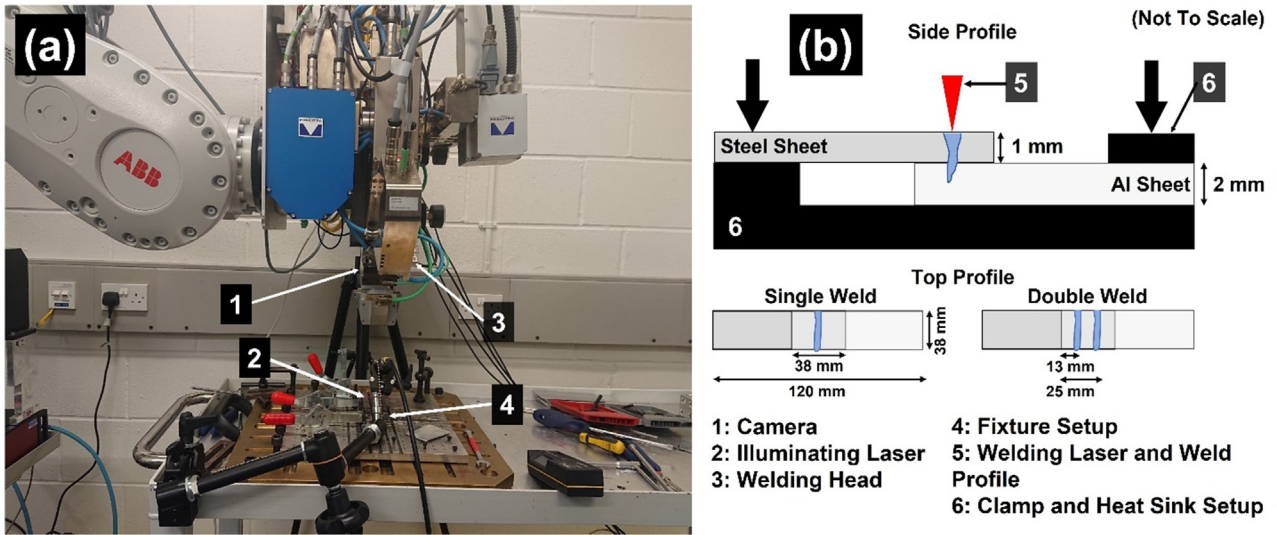 (a)
ABB
1
2
3
4
(b)
Side Profile
(Not To Scale)
5
6
Steel Sheet
1 mm
Al Sheet
2 mm
6
Top Profile
Single Weld
Double Weld
38 mm
38 mm
13 mm
120 mm
25 mm
1: Camera
2: Illuminating Laser
3: Welding Head
4: Fixture Setup
5: Welding Laser and Weld
Profile
6: Clamp and Heat Sink Setup